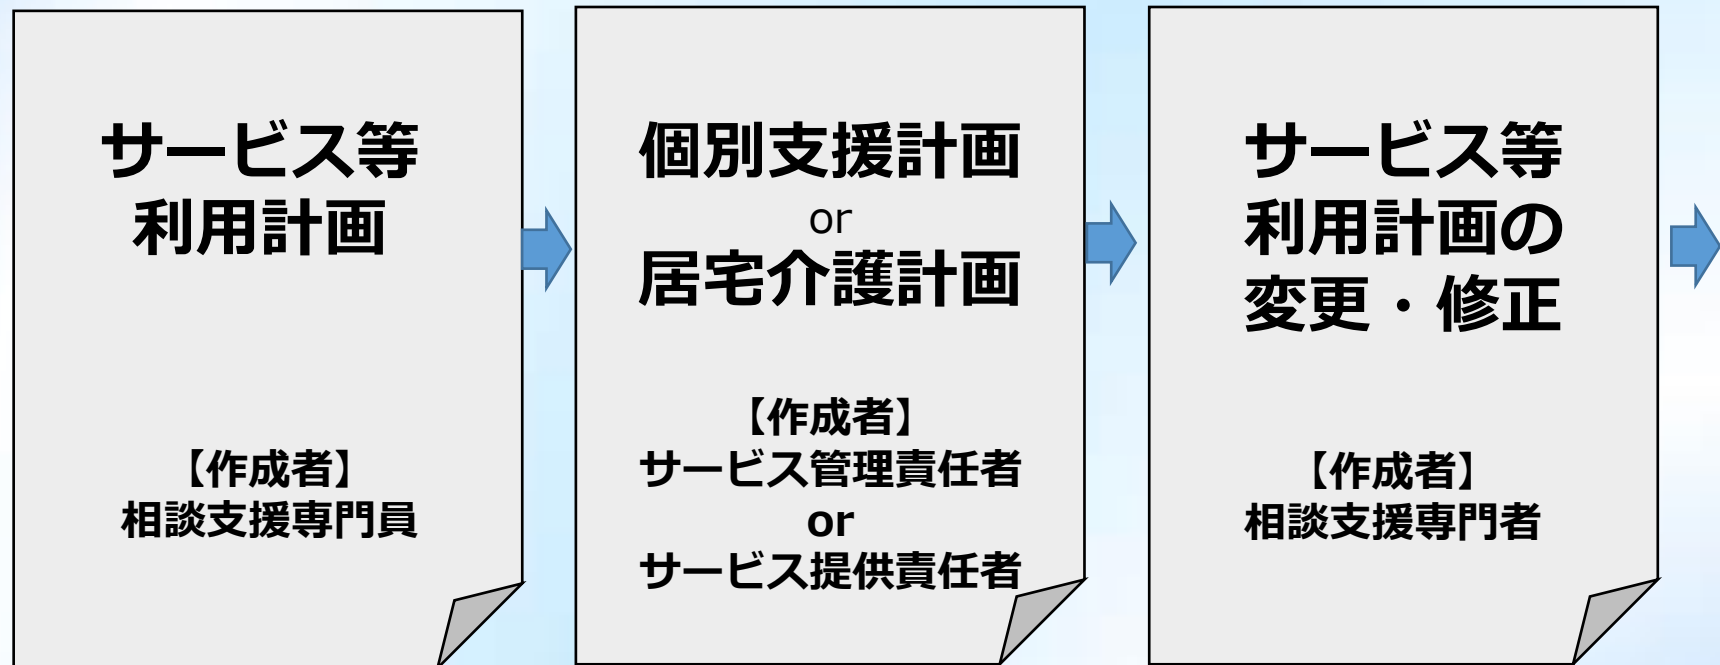 サービス等
利用計画
【作成者】
相談支援専門員
個別支援計画
or
居宅介護計画
【作成者】
サービス管理責任者
or
サービス提供責任者
サービス等
利用計画の
変更・修正
【作成者】
相談支援専門者